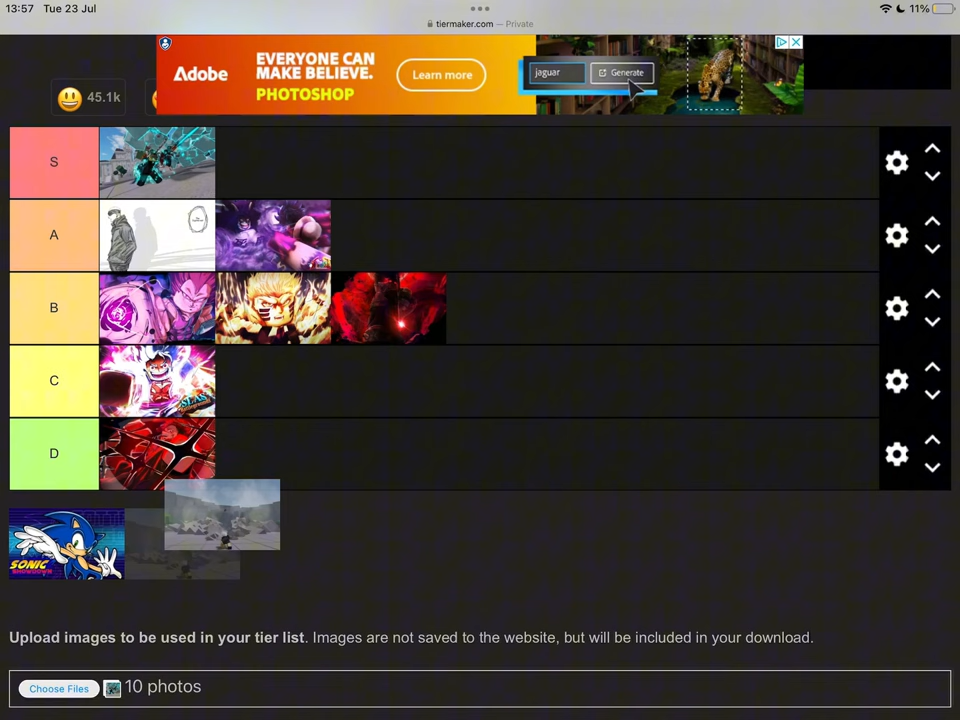 13:57 Tue 23 Jul
11%
tiermaker.com — Private
45.1k
Adobe
EVERYONE CAN
MAKE BELIEVE.
PHOTOSHOP
Learn more
jaguar
Generate
S
A
B
C
D
SEAS
SONIC
SHOWDOWN
Upload images to be used in your tier list. Images are not saved to the website, but will be included in your download.
Choose Files 10 photos